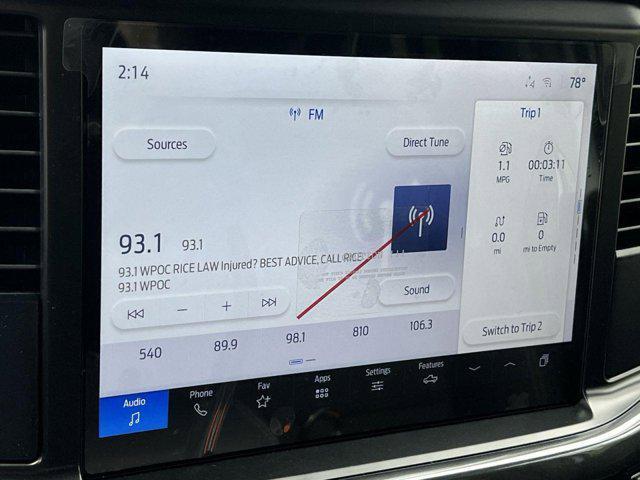 2:14
78°
FM
Sources
Direct Tune
93.1 93.1
93.1 WPOC RICE LAW Injured? BEST ADVICE, CALL RICE
93.1 WPOC
− +
Sound
540 89.9 98.1 810 106.3
Trip 1
1.1 00:03:11
MPG Time
0.0 0
mi mi to Empty
Switch to Trip 2
Audio Phone Fav Apps Settings Features